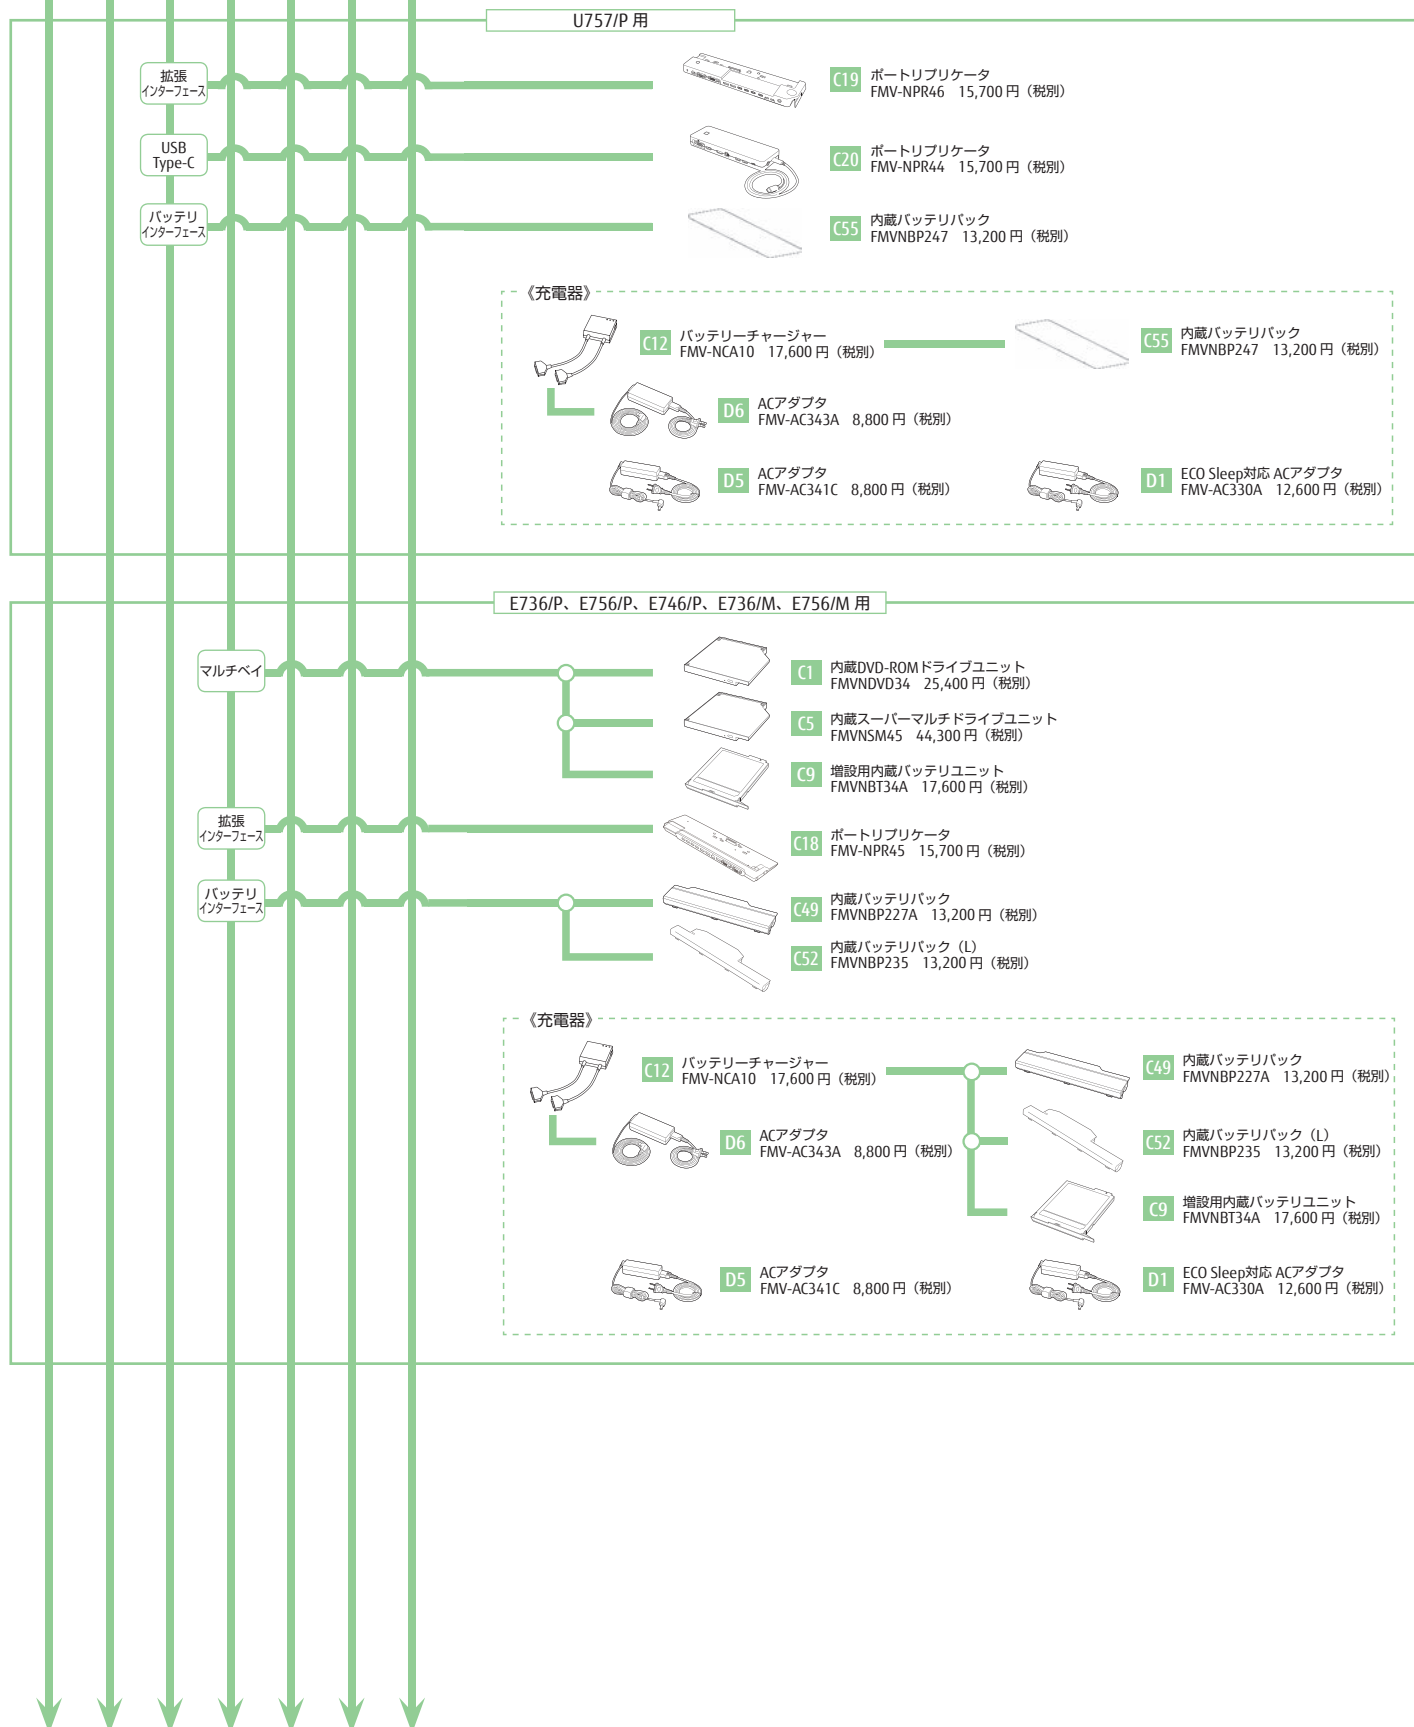 U757/P 用
拡張
インターフェース
C19
ポートリプリケータ
FMV-NPR46 15,700 円（税別）
USB
Type-C
C20
ポートリプリケータ
FMV-NPR44 15,700 円（税別）
バッテリ
インターフェース
C55
内蔵バッテリパック
FMVNBP247 13,200 円（税別）
《充電器》
C12
バッテリーチャージャー
FMV-NCA10 17,600 円（税別）
C55
内蔵バッテリパック
FMVNBP247 13,200 円（税別）
D6
ACアダプタ
FMV-AC343A 8,800 円（税別）
D5
ACアダプタ
FMV-AC341C 8,800 円（税別）
D1
ECO Sleep対応 ACアダプタ
FMV-AC330A 12,600 円（税別）
E736/P、E756/P、E746/P、E736/M、E756/M 用
マルチベイ
C1
内蔵DVD-ROMドライブユニット
FMVNDVD34 25,400 円（税別）
C5
内蔵スーパーマルチドライブユニット
FMVNSM45 44,300 円（税別）
C9
増設用内蔵バッテリユニット
FMVNBT34A 17,600 円（税別）
拡張
インターフェース
C18
ポートリプリケータ
FMV-NPR45 15,700 円（税別）
バッテリ
インターフェース
C49
内蔵バッテリパック
FMVNBP227A 13,200 円（税別）
C52
内蔵バッテリパック（L）
FMVNBP235 13,200 円（税別）
《充電器》
C12
バッテリーチャージャー
FMV-NCA10 17,600 円（税別）
C49
内蔵バッテリパック
FMVNBP227A 13,200 円（税別）
D6
ACアダプタ
FMV-AC343A 8,800 円（税別）
C52
内蔵バッテリパック（L）
FMVNBP235 13,200 円（税別）
C9
増設用内蔵バッテリユニット
FMVNBT34A 17,600 円（税別）
D5
ACアダプタ
FMV-AC341C 8,800 円（税別）
D1
ECO Sleep対応 ACアダプタ
FMV-AC330A 12,600 円（税別）